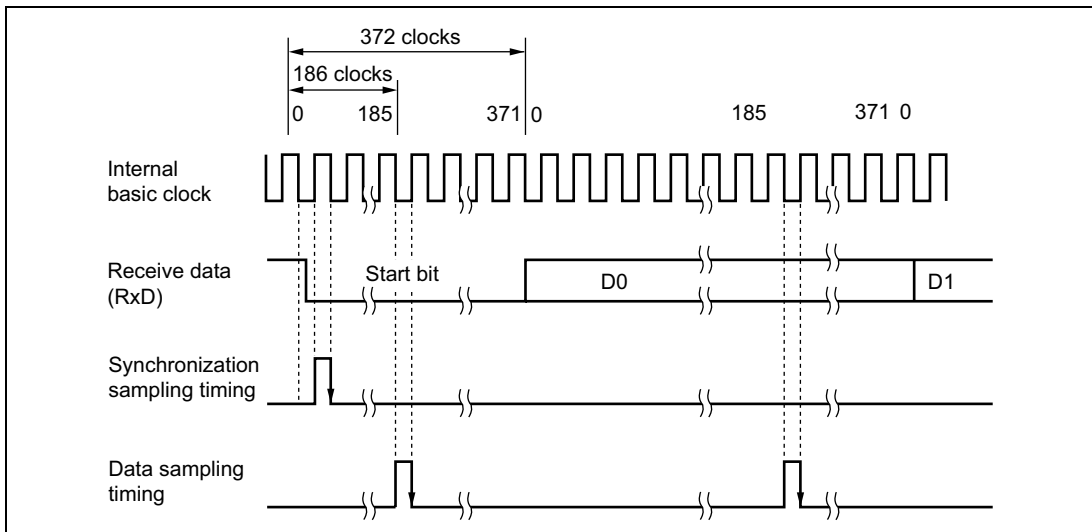 372 clocks
186 clocks
0 185 371 0 185 371 0
Internal
basic clock
Receive data
(RxD)
Start bit
D0
D1
Synchronization
sampling timing
Data sampling
timing